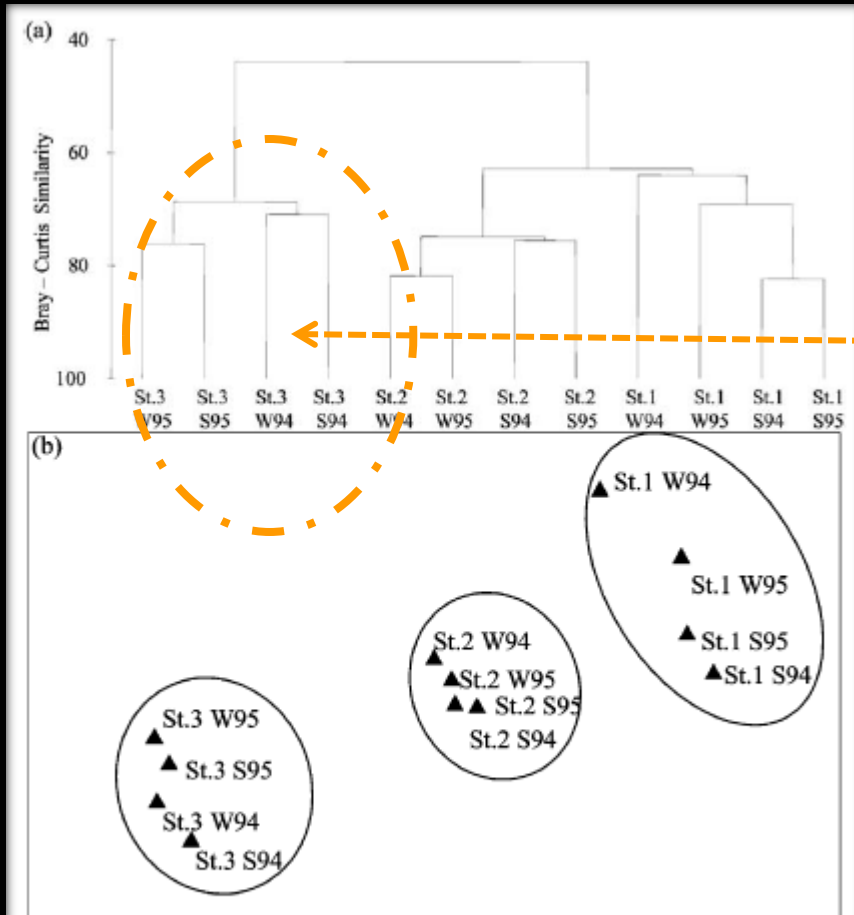 (a)
40
60
80
100
Bray – Curtis Similarity
St.3 St.3 St.3 St.3 St.2 St.2 St.2 St.2 St.1 St.1 St.1 St.1
W95 S95 W94 S94 W94 W95 S94 S95 W94 W95 S94 S95
(b)
St.1 W94
St.1 W95
St.1 S95
St.1 S94
St.2 W94
St.2 W95
St.2 S95
St.2 S94
St.3 W95
St.3 S95
St.3 W94
St.3 S94